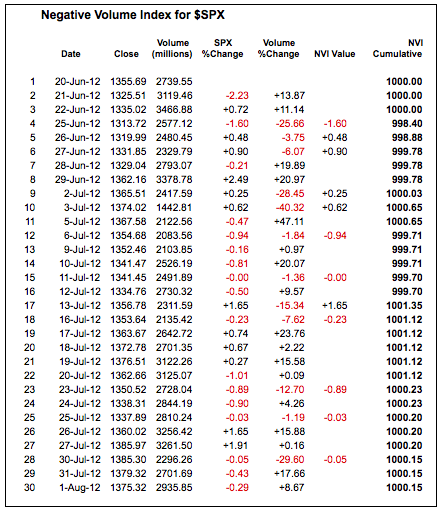 Negative Volume Index for $SPX
Volume SPX Volume NVI
Date Close (millions) %Change %Change NVI Value Cumulative
1 20-Jun-12 1355.69 2739.55 1000.00
2 21-Jun-12 1325.51 3119.46 -2.23 +13.87 1000.00
3 22-Jun-12 1335.02 3466.88 +0.72 +11.14 1000.00
4 25-Jun-12 1313.72 2577.12 -1.60 -25.66 -1.60 998.40
5 26-Jun-12 1319.99 2480.45 +0.48 -3.75 +0.48 998.88
6 27-Jun-12 1331.85 2329.79 +0.90 -6.07 +0.90 999.78
7 28-Jun-12 1329.04 2793.07 -0.21 +19.89 999.78
8 29-Jun-12 1362.16 3378.78 +2.49 +20.97 999.78
9 2-Jul-12 1365.51 2417.59 +0.25 -28.45 +0.25 1000.03
10 3-Jul-12 1374.02 1442.81 +0.62 -40.32 +0.62 1000.65
11 5-Jul-12 1367.58 2122.56 -0.47 +47.11 1000.65
12 6-Jul-12 1354.68 2083.56 -0.94 -1.84 -0.94 999.71
13 9-Jul-12 1352.46 2103.85 -0.16 +0.97 999.71
14 10-Jul-12 1341.47 2526.19 -0.81 +20.07 999.71
15 11-Jul-12 1341.45 2491.89 -0.00 -1.36 -0.00 999.70
16 12-Jul-12 1334.76 2730.32 -0.50 +9.57 999.70
17 13-Jul-12 1356.78 2311.59 +1.65 -15.34 +1.65 1001.35
18 16-Jul-12 1353.64 2135.42 -0.23 -7.62 -0.23 1001.12
19 17-Jul-12 1363.67 2642.72 +0.74 +23.76 1001.12
20 18-Jul-12 1372.78 2701.35 +0.67 +2.22 1001.12
21 19-Jul-12 1376.51 3122.26 +0.27 +15.58 1001.12
22 20-Jul-12 1362.66 3125.07 -1.01 +0.09 1001.12
23 23-Jul-12 1350.52 2728.04 -0.89 -12.70 -0.89 1000.23
24 24-Jul-12 1338.31 2844.19 -0.90 +4.26 1000.23
25 25-Jul-12 1337.89 2810.24 -0.03 -1.19 -0.03 1000.20
26 26-Jul-12 1360.02 3256.42 +1.65 +15.88 1000.20
27 27-Jul-12 1385.97 3261.50 +1.91 +0.16 1000.20
28 30-Jul-12 1385.30 2296.26 -0.05 -29.60 -0.05 1000.15
29 31-Jul-12 1379.32 2701.69 -0.43 +17.66 1000.15
30 1-Aug-12 1375.32 2935.85 -0.29 +8.67 1000.15